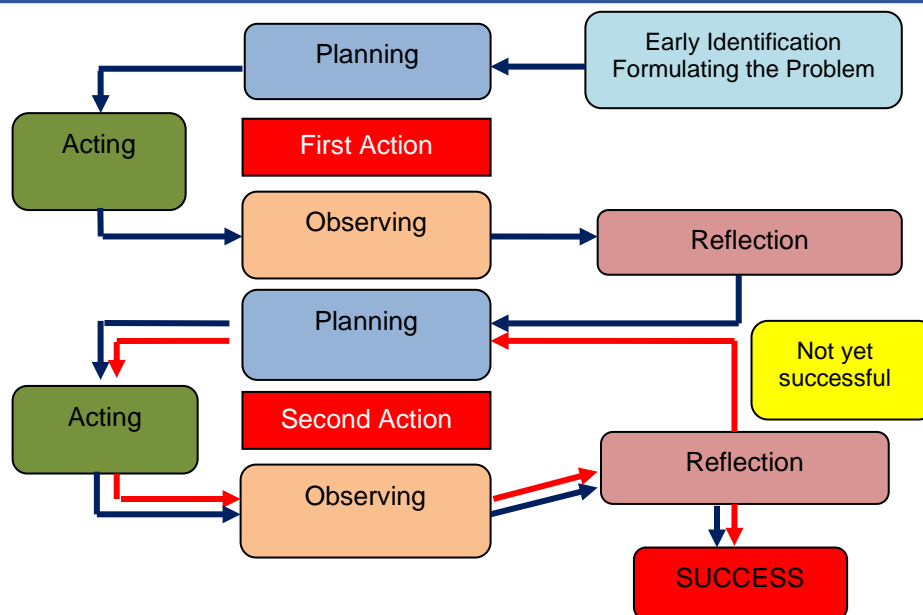 Planning
Early Identification
Formulating the Problem
Acting
First Action
Observing
Reflection
Planning
Not yet
successful
Acting
Second Action
Observing
Reflection
SUCCESS